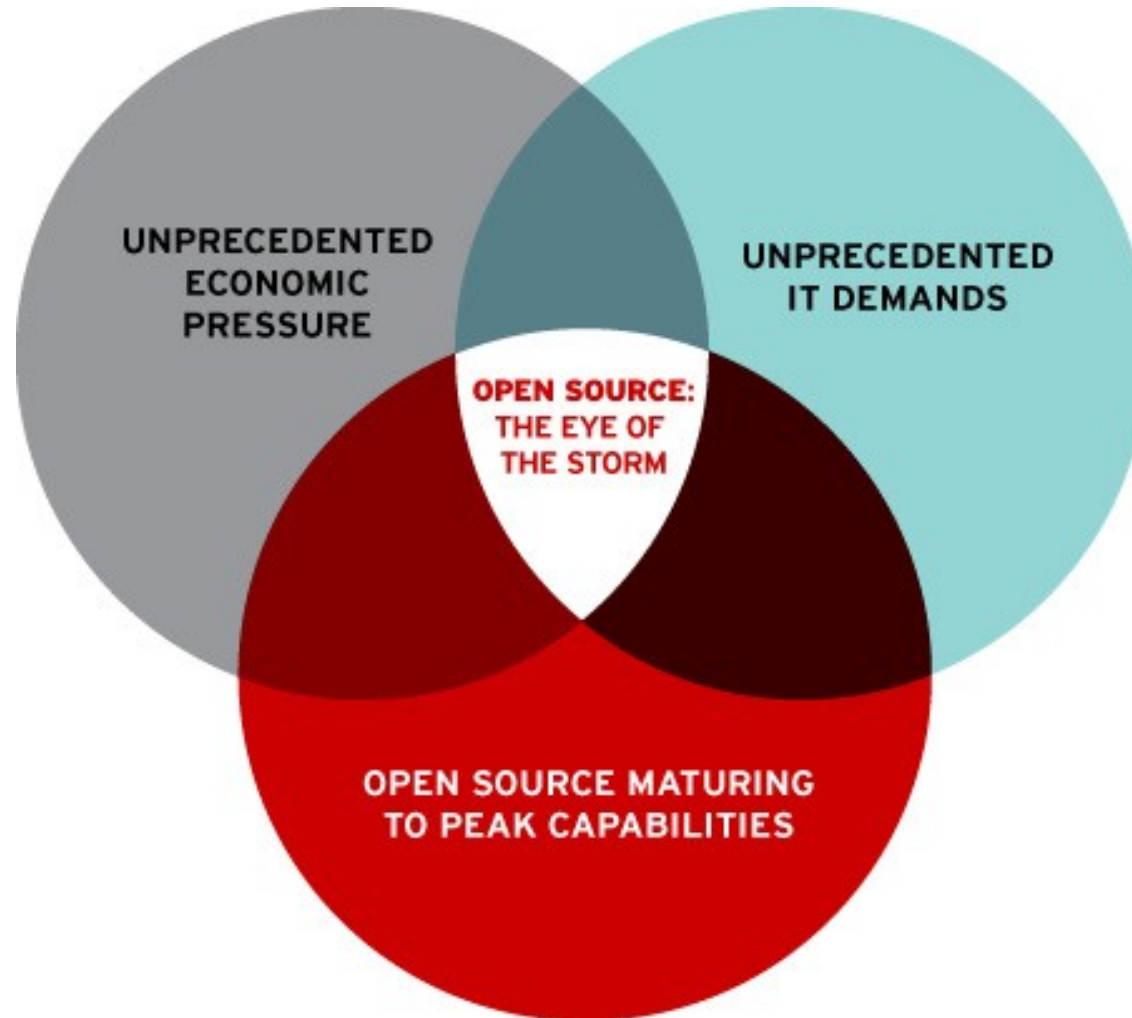 UNPRECEDENTED
ECONOMIC
PRESSURE
UNPRECEDENTED
IT DEMANDS
OPEN SOURCE:
THE EYE OF
THE STORM
OPEN SOURCE MATURING
TO PEAK CAPABILITIES